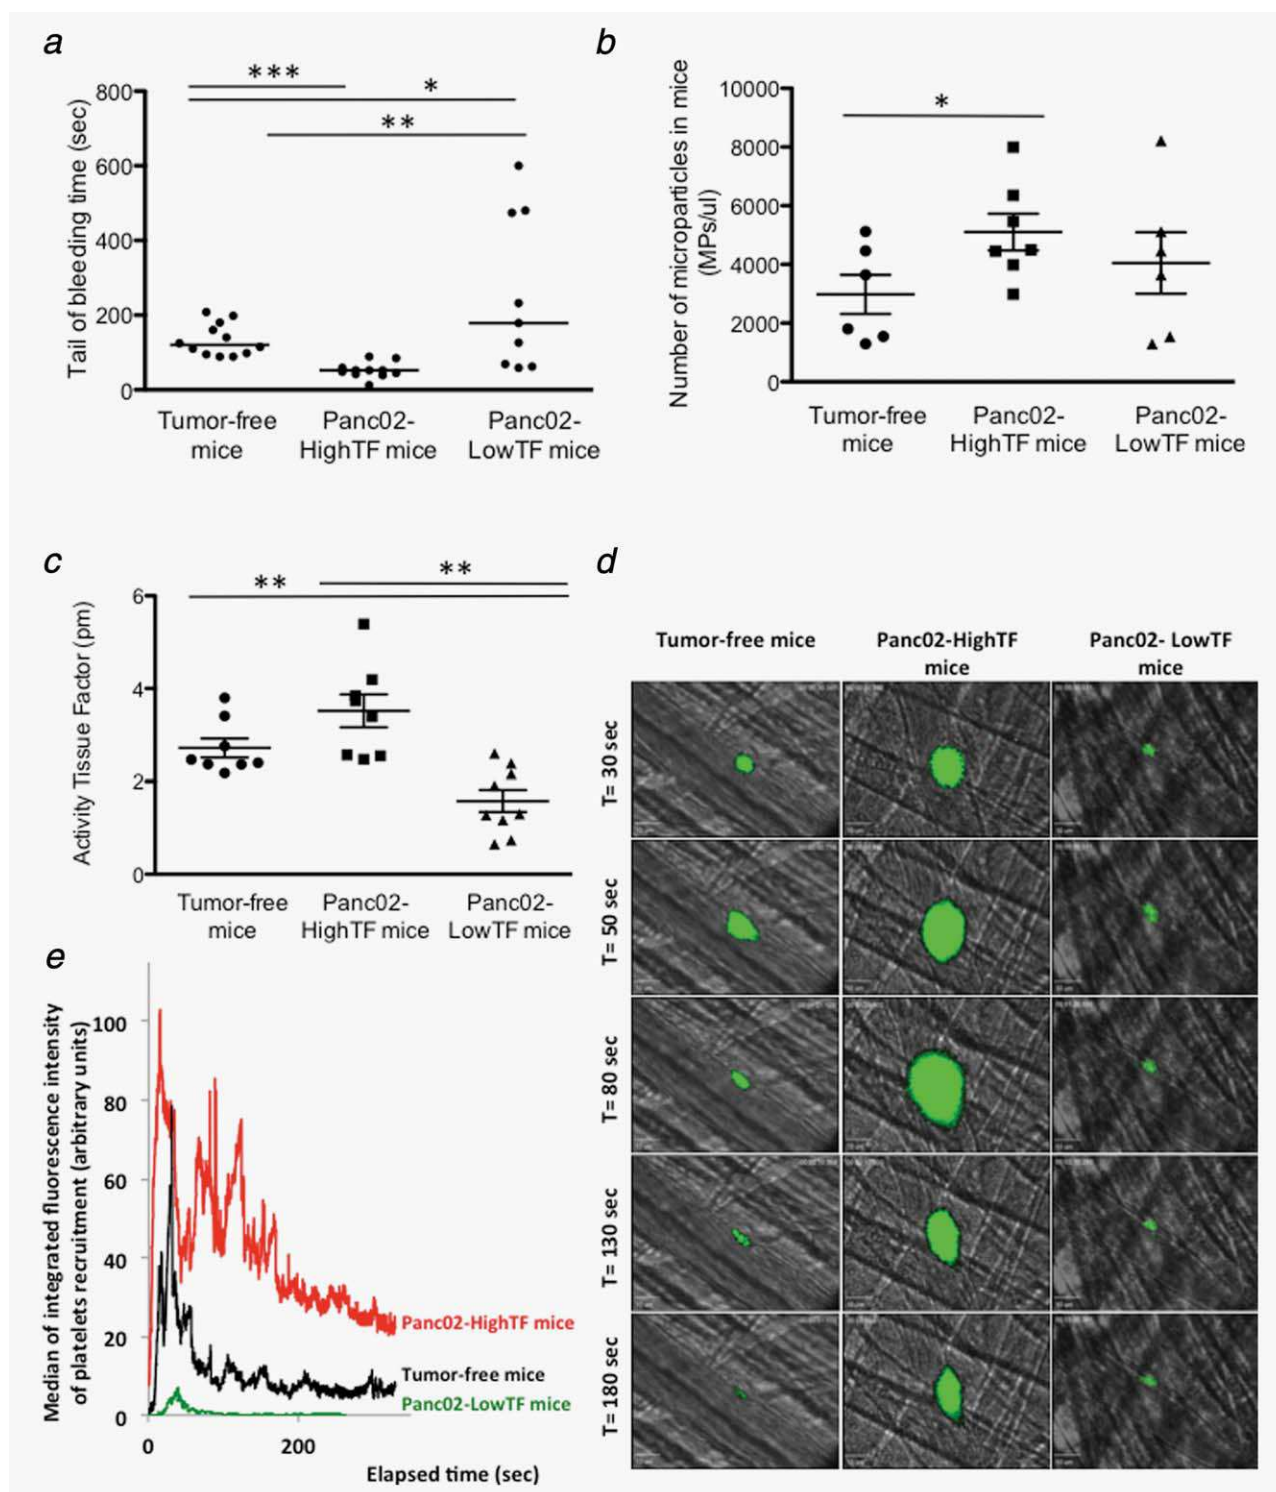 a
Tail of bleeding time (sec)
800
600
400
200
0
***
*
**
Tumor-free
mice
Panc02-
HighTF mice
Panc02-
LowTF mice
b
Number of microparticles in mice
(MPs/ul)
10000
8000
6000
4000
2000
0
*
Tumor-free
mice
Panc02-
HighTF mice
Panc02-
LowTF mice
c
Activity Tissue Factor (pm)
6
4
2
0
**
**
Tumor-free
mice
Panc02-
HighTF mice
Panc02-
LowTF mice
d
Tumor-free mice
Panc02-HighTF
mice
Panc02- LowTF
mice
T= 30 sec
T= 50 sec
T= 80 sec
T= 130 sec
T= 180 sec
e
Median of integrated fluorescence intensity
of platelets recruitment (arbitrary units)
100
80
60
40
20
0
Panc02-HighTF mice
Tumor-free mice
Panc02-LowTF mice
0
200
Elapsed time (sec)